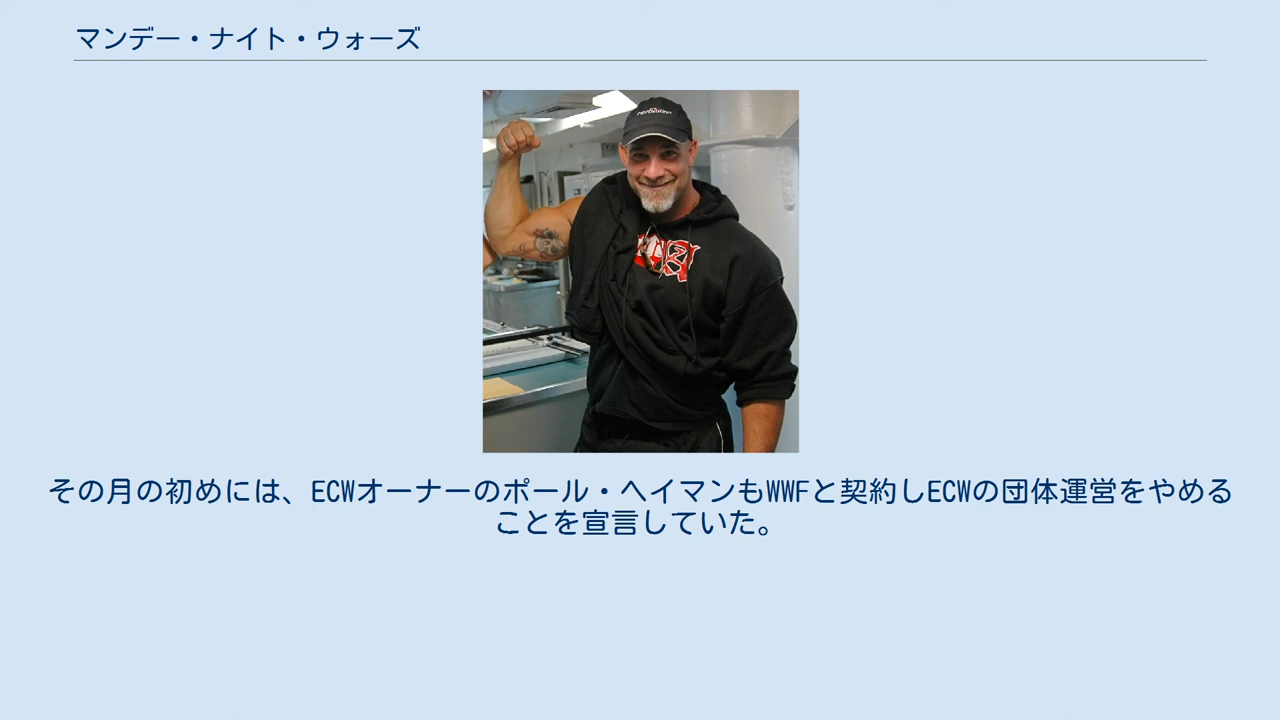 マンデー・ナイト・ウォーズ
その月の初めには、ECWオーナーのポール・ヘイマンもWWFと契約しECWの団体運営をやめる
ことを宣言していた。